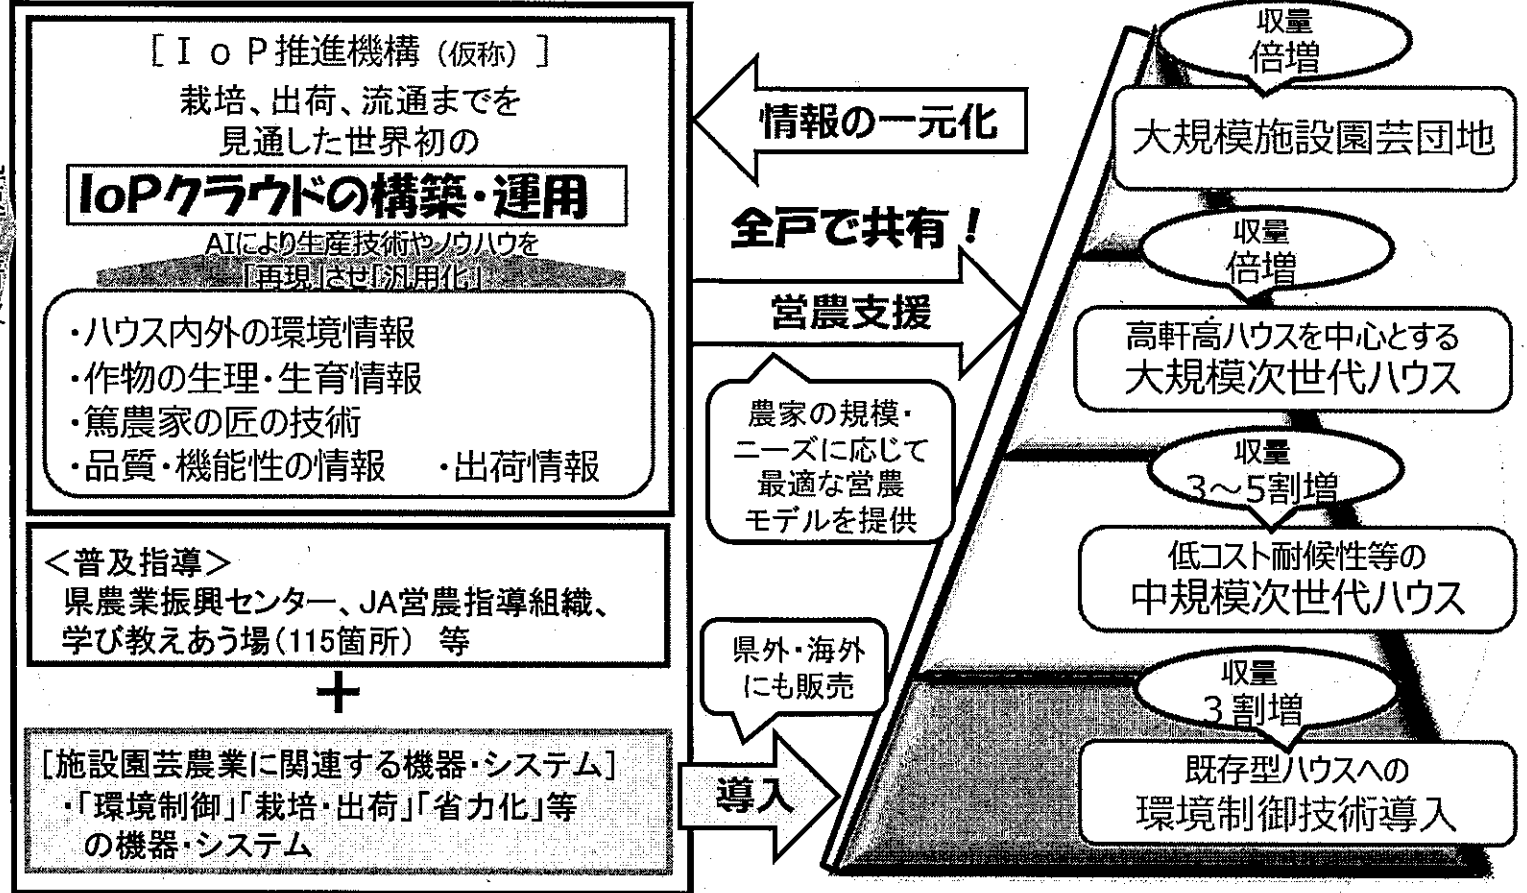 [ＩｏＰ推進機構（仮称）]
栽培、出荷、流通までを
見通した世界初の
IoPクラウドの構築・運用
AIにより生産技術やノウハウを
「再現」させ「汎用化」
・ハウス内外の環境情報
・作物の生理・生育情報
・篤農家の匠の技術
・品質・機能性の情報　・出荷情報
＜普及指導＞
県農業振興センター、JA営農指導組織、
学び教えあう場（115箇所） 等
＋
[施設園芸農業に関連する機器・システム]
・「環境制御」「栽培・出荷」「省力化」等
の機器・システム
情報の一元化
全戸で共有！
営農支援
農家の規模・
ニーズに応じて
最適な営農
モデルを提供
県外・海外
にも販売
導入
収量
倍増
大規模施設園芸団地
収量
倍増
高軒高ハウスを中心とする
大規模次世代ハウス
収量
3～5割増
低コスト耐候性等の
中規模次世代ハウス
収量
3割増
既存型ハウスへの
環境制御技術導入